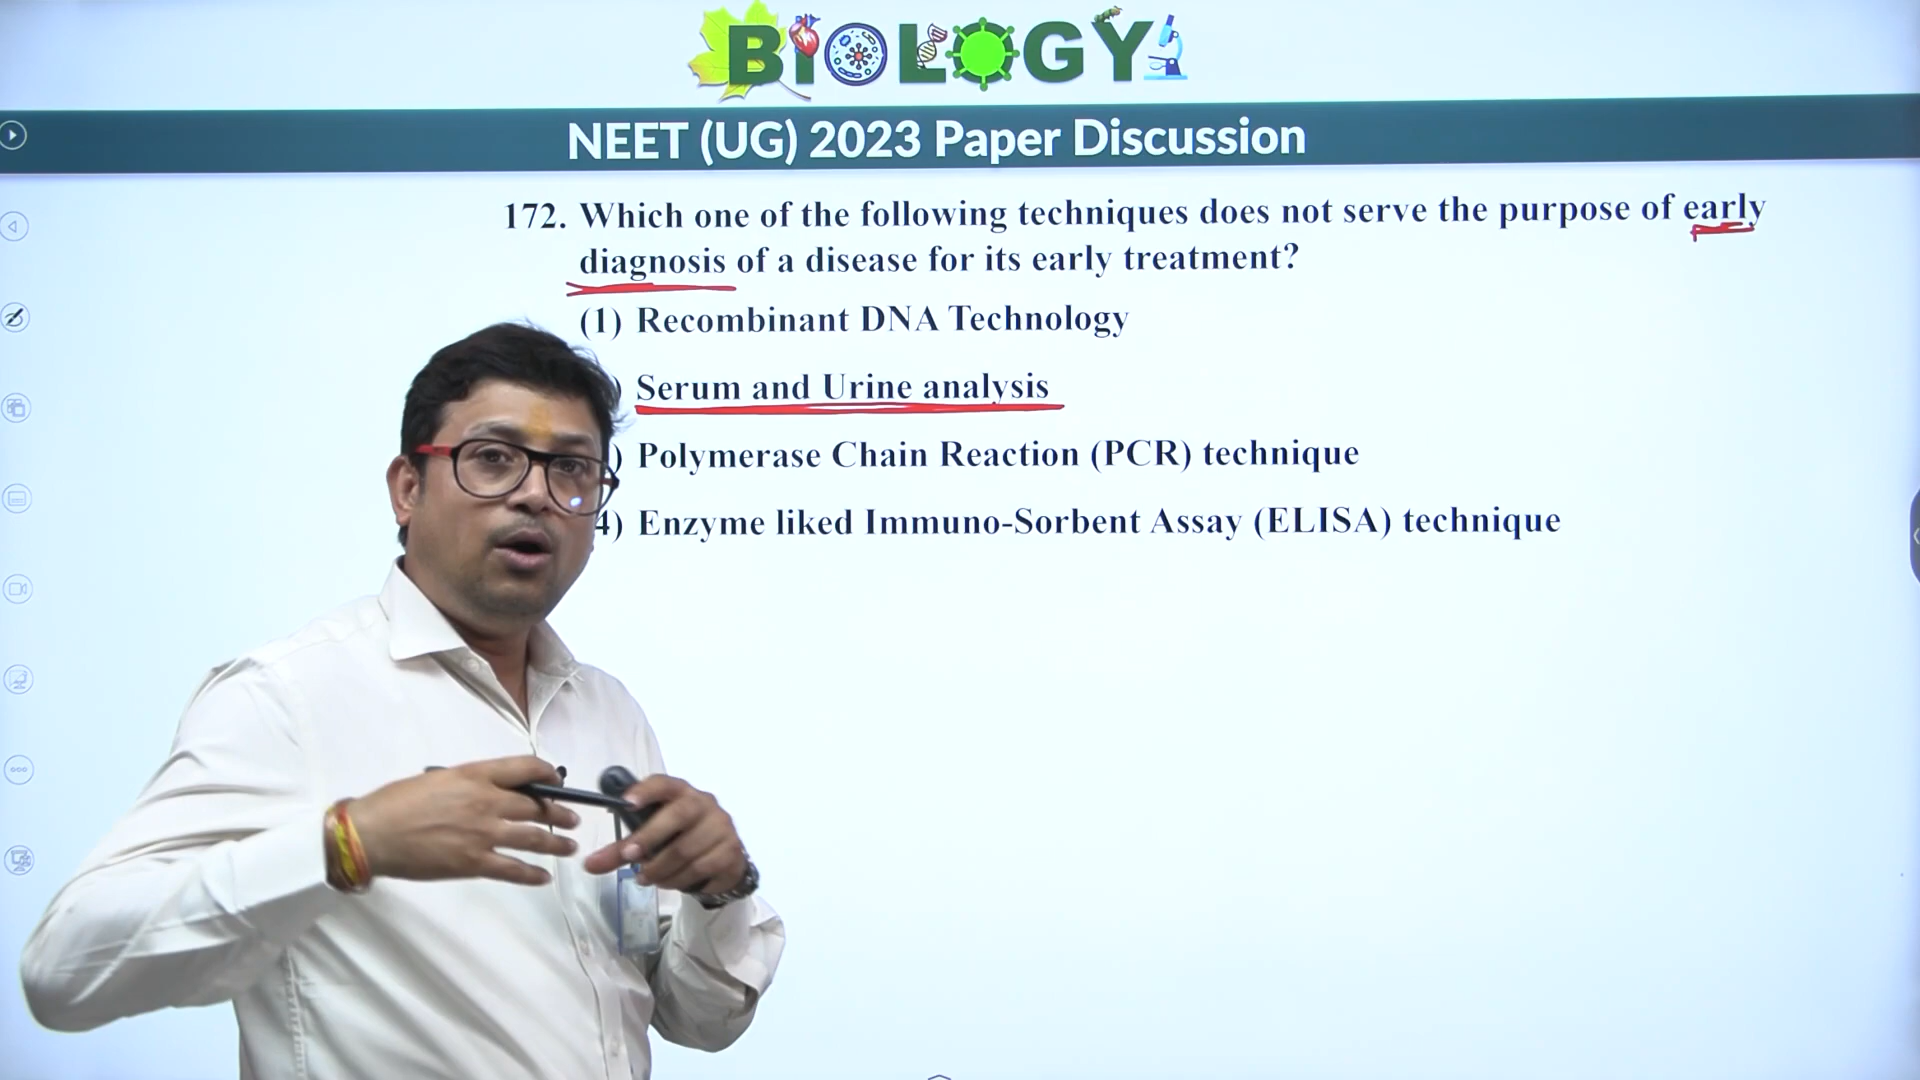 BIOLOGY
NEET (UG) 2023 Paper Discussion
172. Which one of the following techniques does not serve the purpose of early
diagnosis of a disease for its early treatment?
(1) Recombinant DNA Technology
) Serum and Urine analysis
) Polymerase Chain Reaction (PCR) technique
4) Enzyme liked Immuno-Sorbent Assay (ELISA) technique